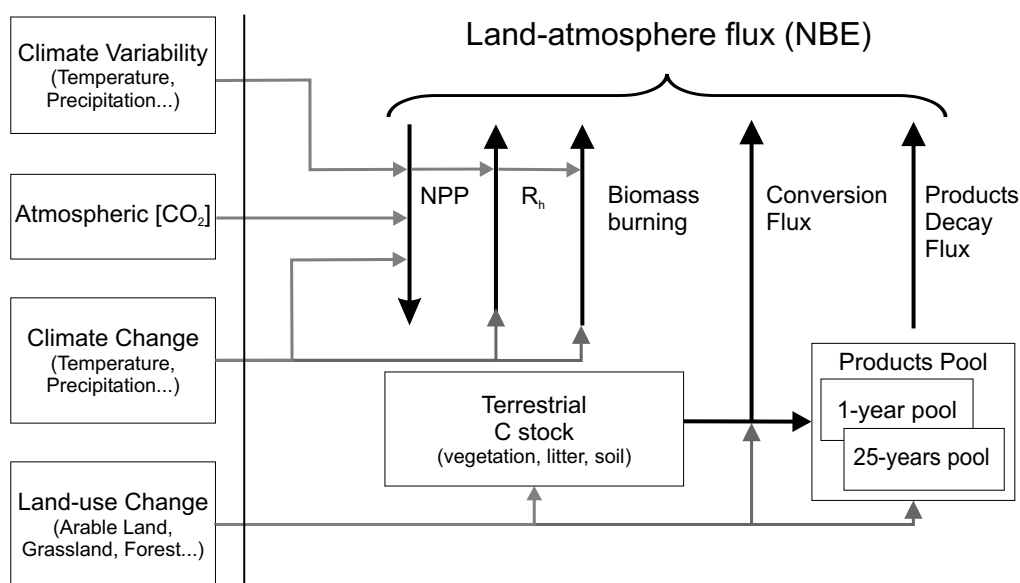 Climate Variability
(Temperature,
Precipitation...)
Atmospheric [CO₂]
Climate Change
(Temperature,
Precipitation...)
Land-use Change
(Arable Land,
Grassland, Forest...)
Land-atmosphere flux (NBE)
NPP
Rₕ
Biomass
burning
Conversion
Flux
Products
Decay
Flux
Terrestrial
C stock
(vegetation, litter, soil)
Products Pool
1-year pool
25-years pool